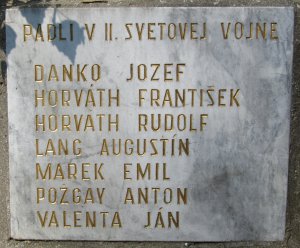 PADLI V II. SVETOVEJ VOJNE
DANKO JOZEF
HORVÁTH FRANTIŠEK
HORVÁTH RUDOLF
LANG AUGUSTÍN
MAREK EMIL
POŽGAY ANTON
VALENTA JÁN